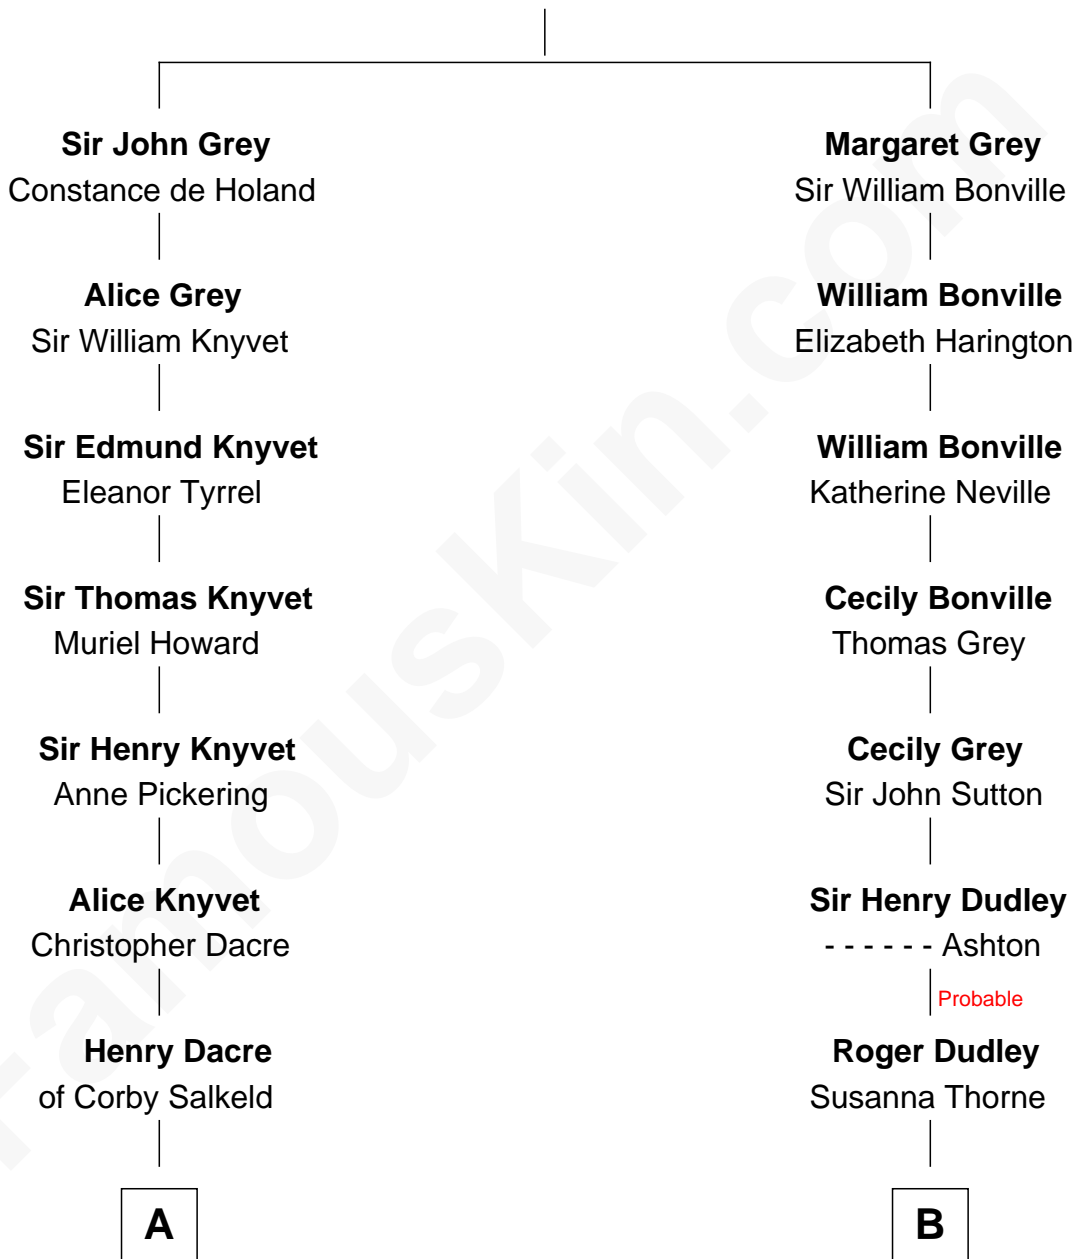 Sir John Grey
Constance de Holand
Alice Grey
Sir William Knyvet
Sir Edmund Knyvet
Eleanor Tyrrel
Sir Thomas Knyvet
Muriel Howard
Sir Henry Knyvet
Anne Pickering
Alice Knyvet
Christopher Dacre
Henry Dacre
of Corby Salkeld
A
Margaret Grey
Sir William Bonville
William Bonville
Elizabeth Harington
William Bonville
Katherine Neville
Cecily Bonville
Thomas Grey
Cecily Grey
Sir John Sutton
Sir Henry Dudley
- - - - - - Ashton
Probable
Roger Dudley
Susanna Thorne
B
FamousKin.com